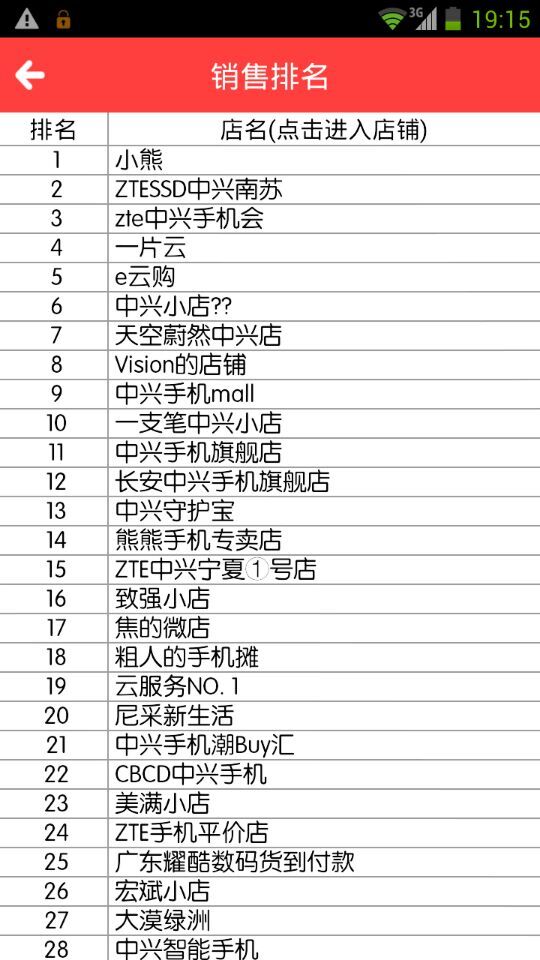 3G 19:15
销售排名
排名 店名(点击进入店铺)
1 小熊
2 ZTESSD中兴南苏
3 zte中兴手机会
4 一片云
5 e云购
6 中兴小店??
7 天空蔚然中兴店
8 Vision的店铺
9 中兴手机mall
10 一支笔中兴小店
11 中兴手机旗舰店
12 长安中兴手机旗舰店
13 中兴守护宝
14 熊熊手机专卖店
15 ZTE中兴宁夏①号店
16 致强小店
17 焦的微店
18 粗人的手机摊
19 云服务NO.1
20 尼采新生活
21 中兴手机潮Buy汇
22 CBCD中兴手机
23 美满小店
24 ZTE手机平价店
25 广东耀酷数码货到付款
26 宏斌小店
27 大漠绿洲
28 中兴智能手机